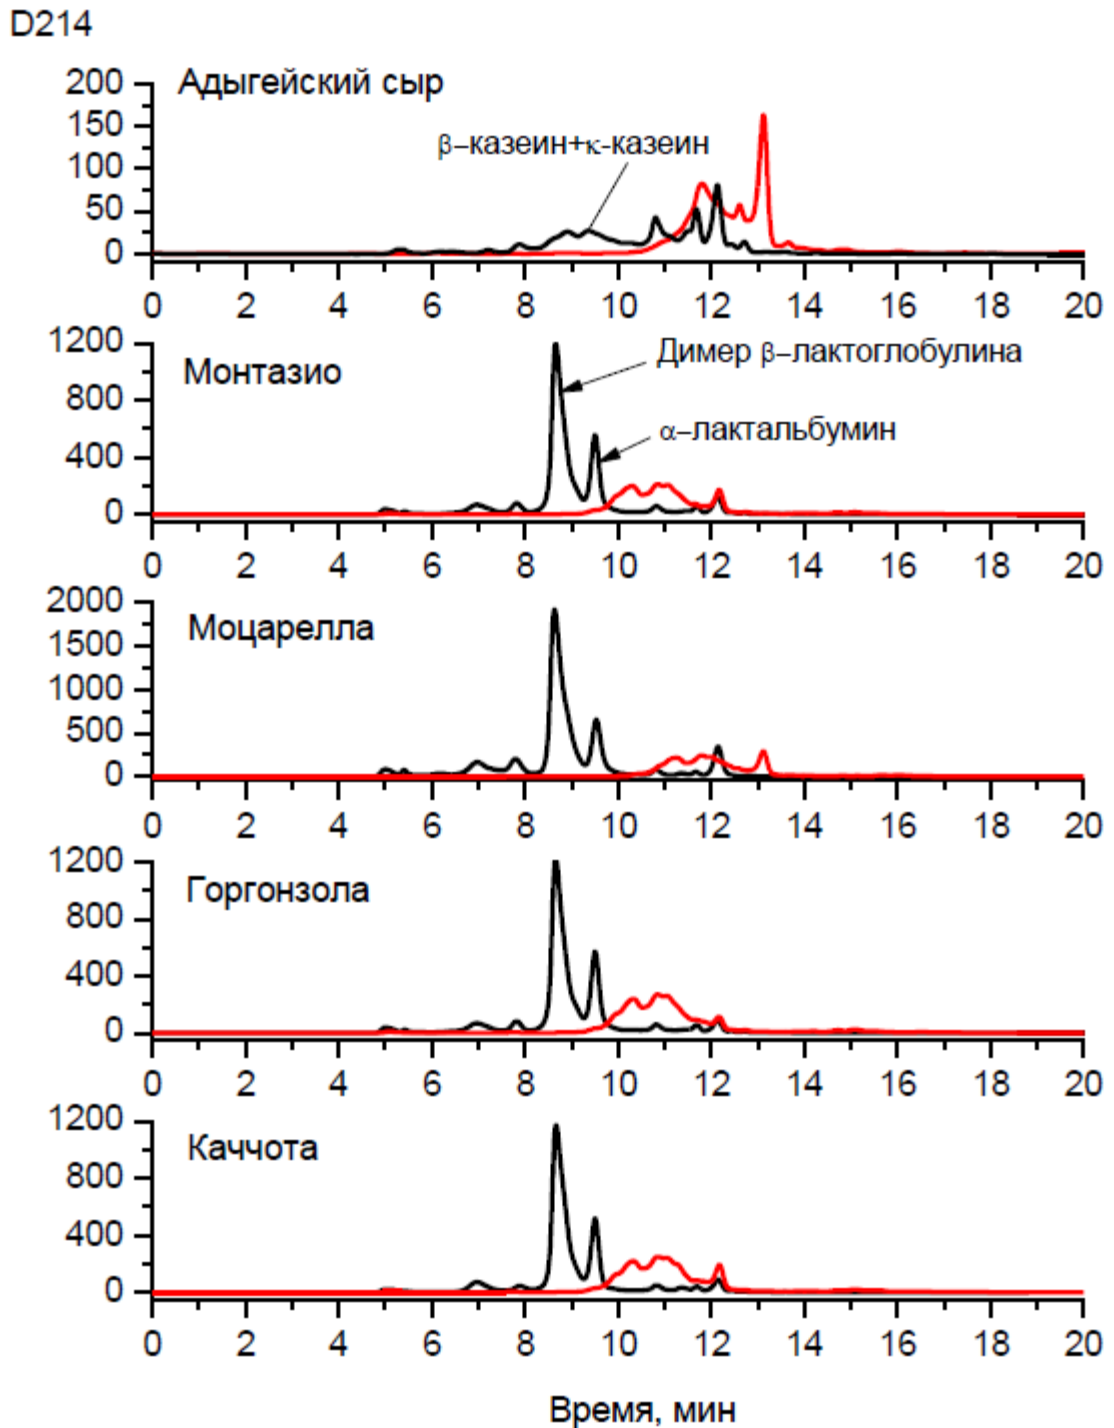 D214
Адыгейский сыр
β–казеин+κ-казеин
200
150
100
50
0
0 2 4 6 8 10 12 14 16 18 20
Монтазио
Димер β–лактоглобулина
α–лактальбумин
1200
800
400
0
0 2 4 6 8 10 12 14 16 18 20
Моцарелла
2000
1500
1000
500
0
0 2 4 6 8 10 12 14 16 18 20
Горгонзола
1200
800
400
0
0 2 4 6 8 10 12 14 16 18 20
Каччота
1200
800
400
0
0 2 4 6 8 10 12 14 16 18 20
Время, мин